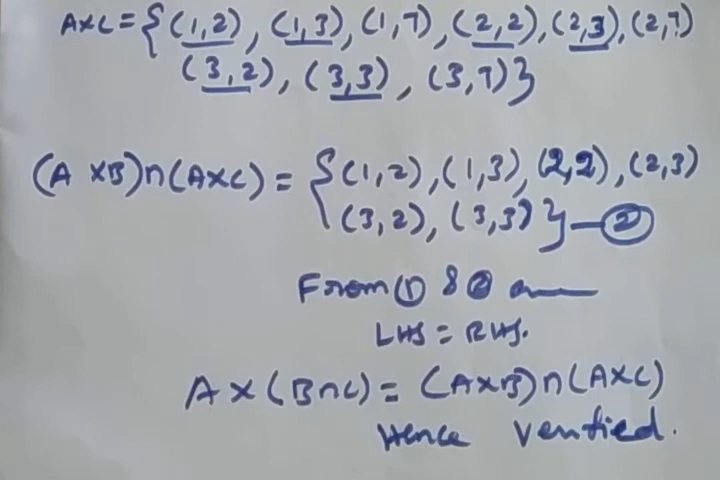 A×C = {(1,2), (1,3), (1,7), (2,2), (2,3), (2,7)
(3,2), (3,3), (3,7)}
(A×B)∩(A×C) = {(1,2), (1,3), (2,2), (2,3)
(3,2), (3,3)} — ②
From ① & ②
LHS = RHS.
A×(B∩C) = (A×B)∩(A×C)
Hence Verified.